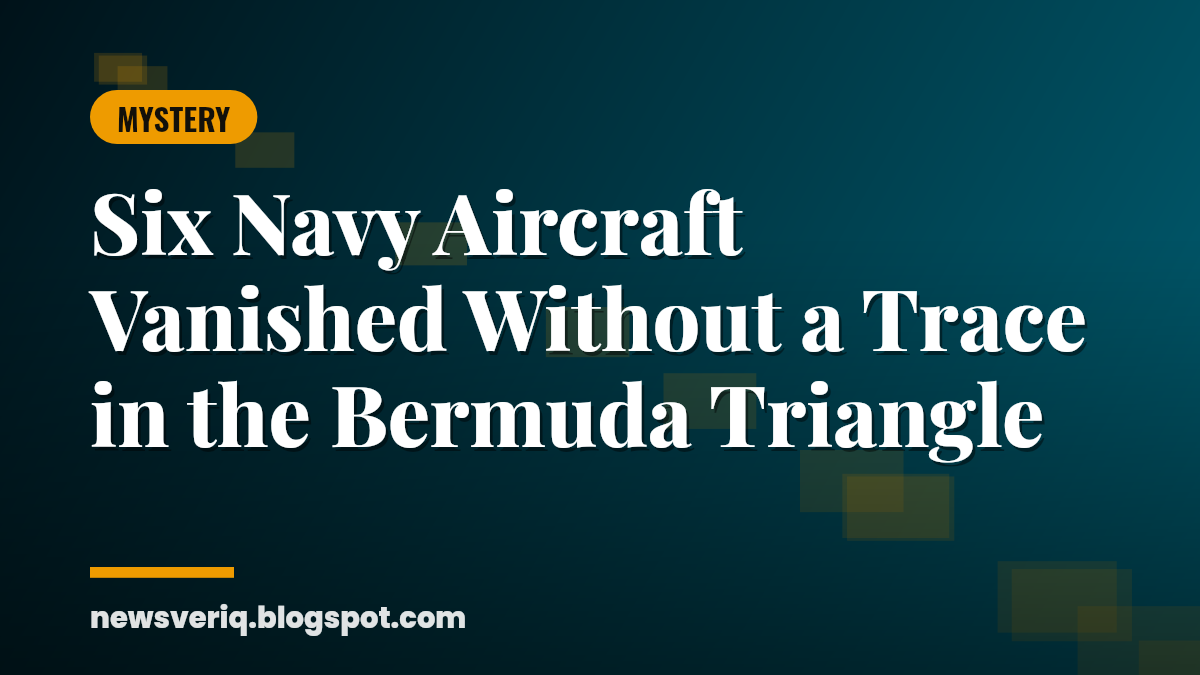 MYSTERY
Six Navy Aircraft
Vanished Without a Trace
in the Bermuda Triangle
newsveriq.blogspot.com